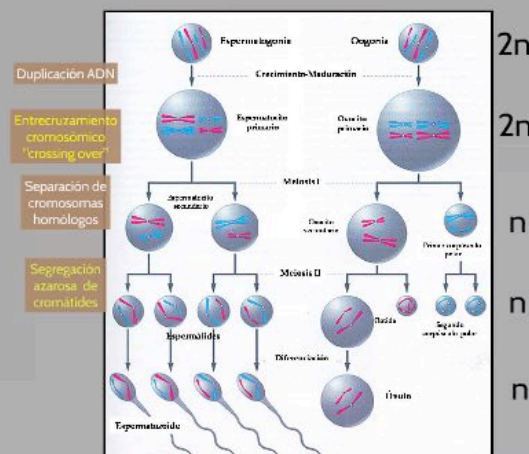 Espermatogonia
Oogonia
2n
Duplicación ADN
Crecimiento-Maduración
Entrecruzamiento
cromosómico
"crossing over"
Espermatocito
primario
Oocito
primario
2n
Separación de
cromosomas
homólogos
Meiosis I
Espermatocito
secundario
Oocito
secundario
Primer corpúsculo
polar
n
Segregación
azarosa de
cromátides
Meiosis II
Espermátides
Ootida
Segundo
corpúsculo polar
n
Diferenciación
Óvulo
n
Espermatozoide